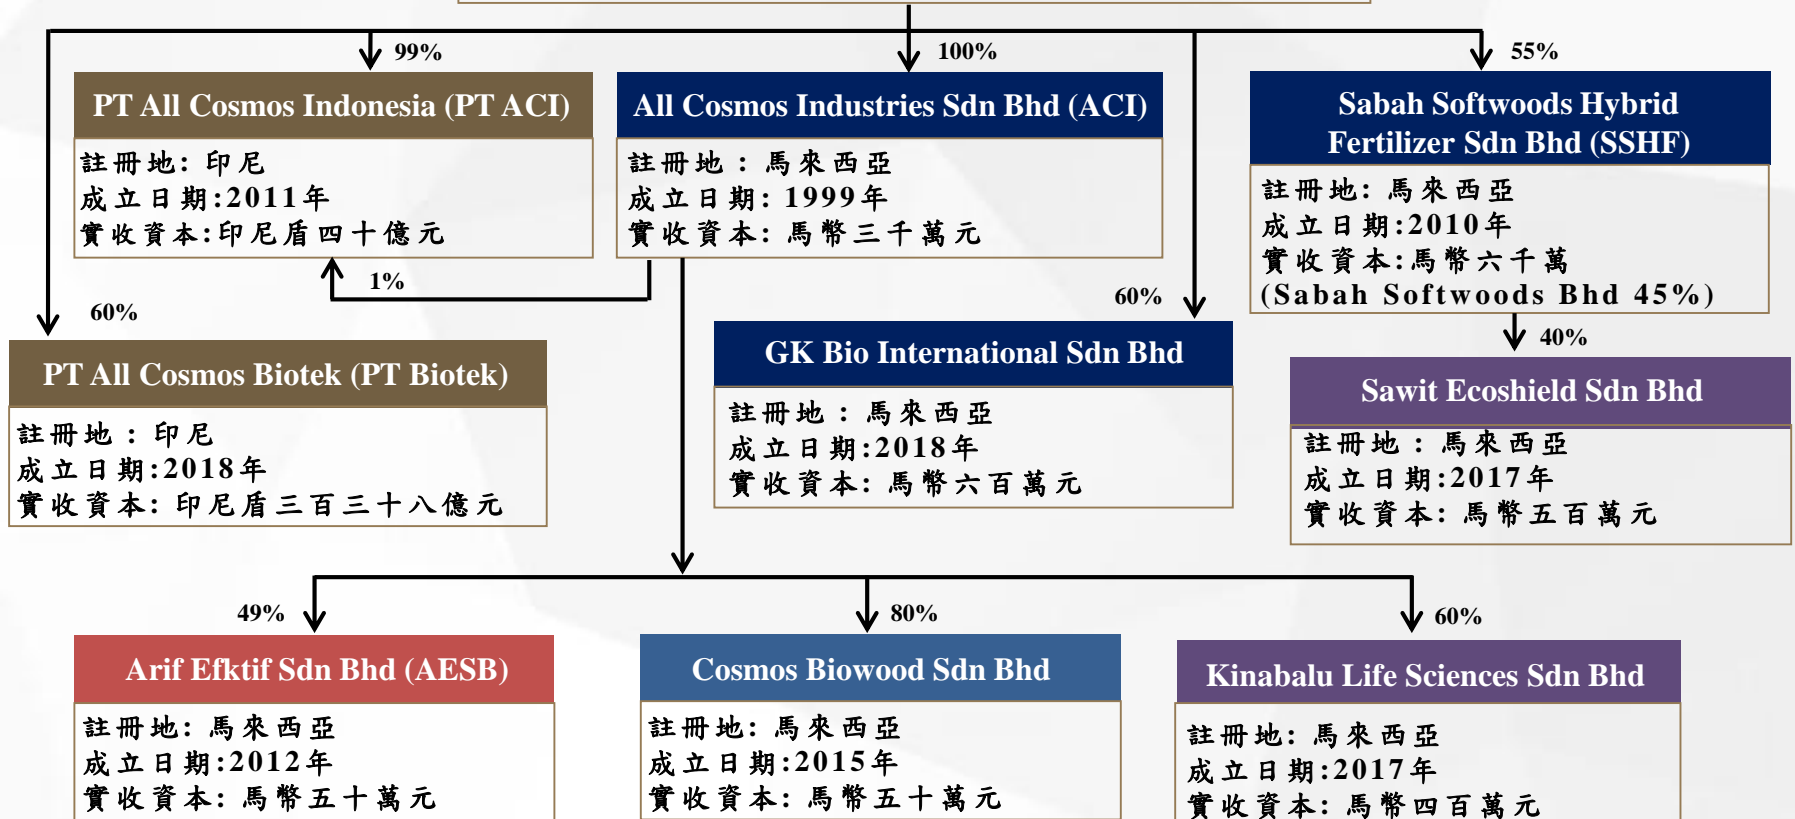 99%
100%
55%
PT All Cosmos Indonesia (PT ACI)
註冊地: 印尼
成立日期:2011年
實收資本:印尼盾四十億元
All Cosmos Industries Sdn Bhd (ACI)
註冊地 : 馬來西亞
成立日期: 1999年
實收資本: 馬幣三千萬元
Sabah Softwoods Hybrid
Fertilizer Sdn Bhd (SSHF)
註冊地: 馬來西亞
成立日期:2010年
實收資本:馬幣六千萬
(Sabah Softwoods Bhd 45%)
1%
60%
60%
40%
PT All Cosmos Biotek (PT Biotek)
註冊地 : 印尼
成立日期:2018年
實收資本: 印尼盾三百三十八億元
GK Bio International Sdn Bhd
註冊地 : 馬來西亞
成立日期:2018年
實收資本: 馬幣六百萬元
Sawit Ecoshield Sdn Bhd
註冊地 : 馬來西亞
成立日期:2017年
實收資本: 馬幣五百萬元
49%
80%
60%
Arif Efktif Sdn Bhd (AESB)
註冊地: 馬來西亞
成立日期:2012年
實收資本: 馬幣五十萬元
Cosmos Biowood Sdn Bhd
註冊地: 馬來西亞
成立日期:2015年
實收資本: 馬幣五十萬元
Kinabalu Life Sciences Sdn Bhd
註冊地: 馬來西亞
成立日期:2017年
實收資本: 馬幣四百萬元